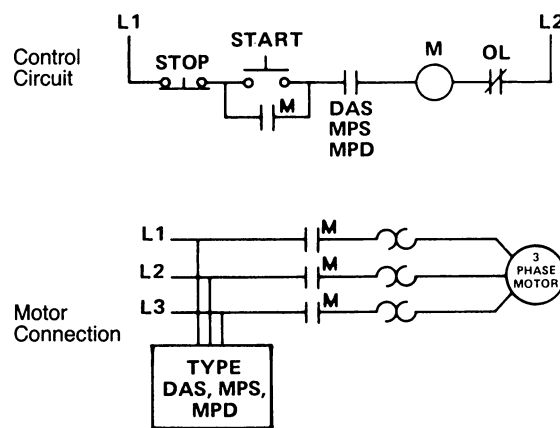 L1
L2
Control
Circuit
STOP
START
M
OL
M
DAS
MPS
MPD
L1
M
L2
M
L3
M
3
PHASE
MOTOR
Motor
Connection
TYPE
DAS, MPS,
MPD